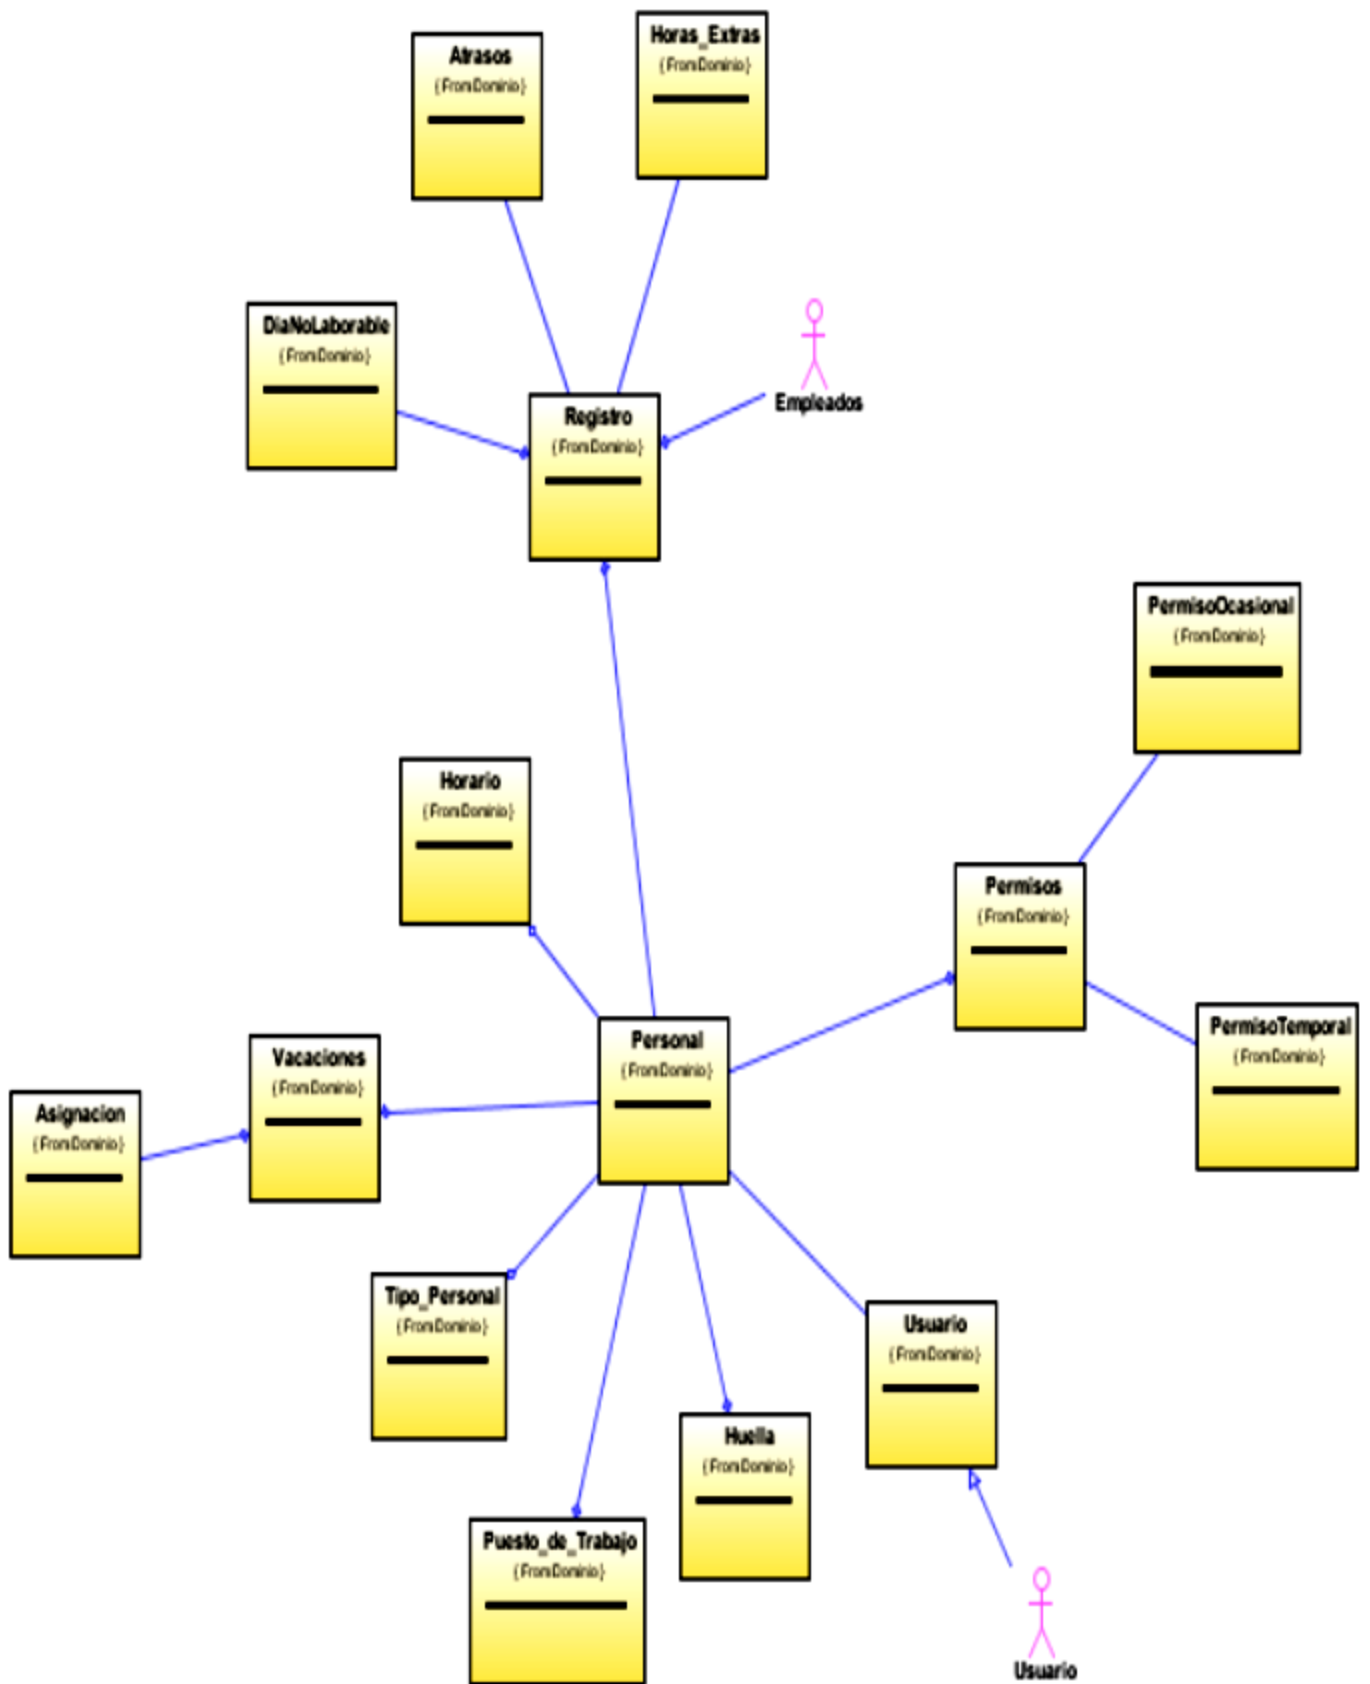 Horas_Extras
{FromDominio}
Atrasos
{FromDominio}
DiaNoLaborable
{FromDominio}
Empleados
Registro
{FromDominio}
PermisoOcasional
{FromDominio}
Horario
{FromDominio}
Permisos
{FromDominio}
PermisoTemporal
{FromDominio}
Personal
{FromDominio}
Vacaciones
{FromDominio}
Asignacion
{FromDominio}
Tipo_Personal
{FromDominio}
Usuario
{FromDominio}
Huella
{FromDominio}
Puesto_de_Trabajo
{FromDominio}
Usuario